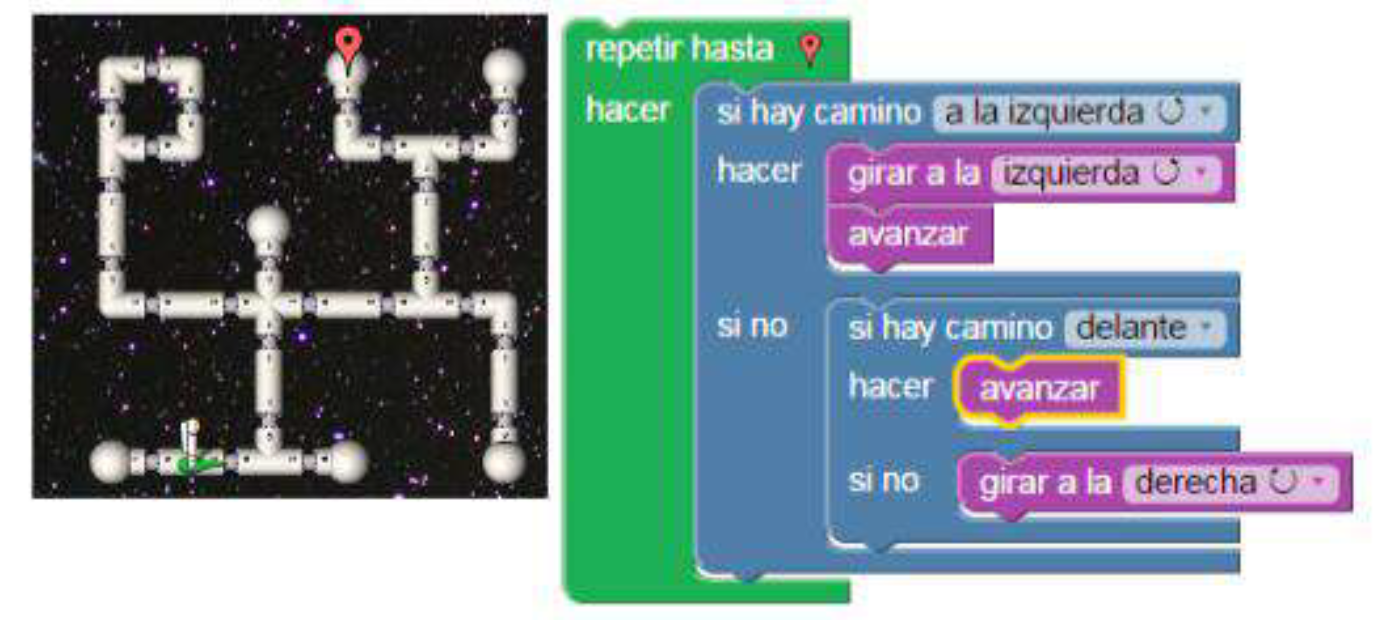 repetir hasta
hacer
si hay camino a la izquierda
hacer
girar a la izquierda
avanzar
si no
si hay camino delante
hacer
avanzar
si no
girar a la derecha